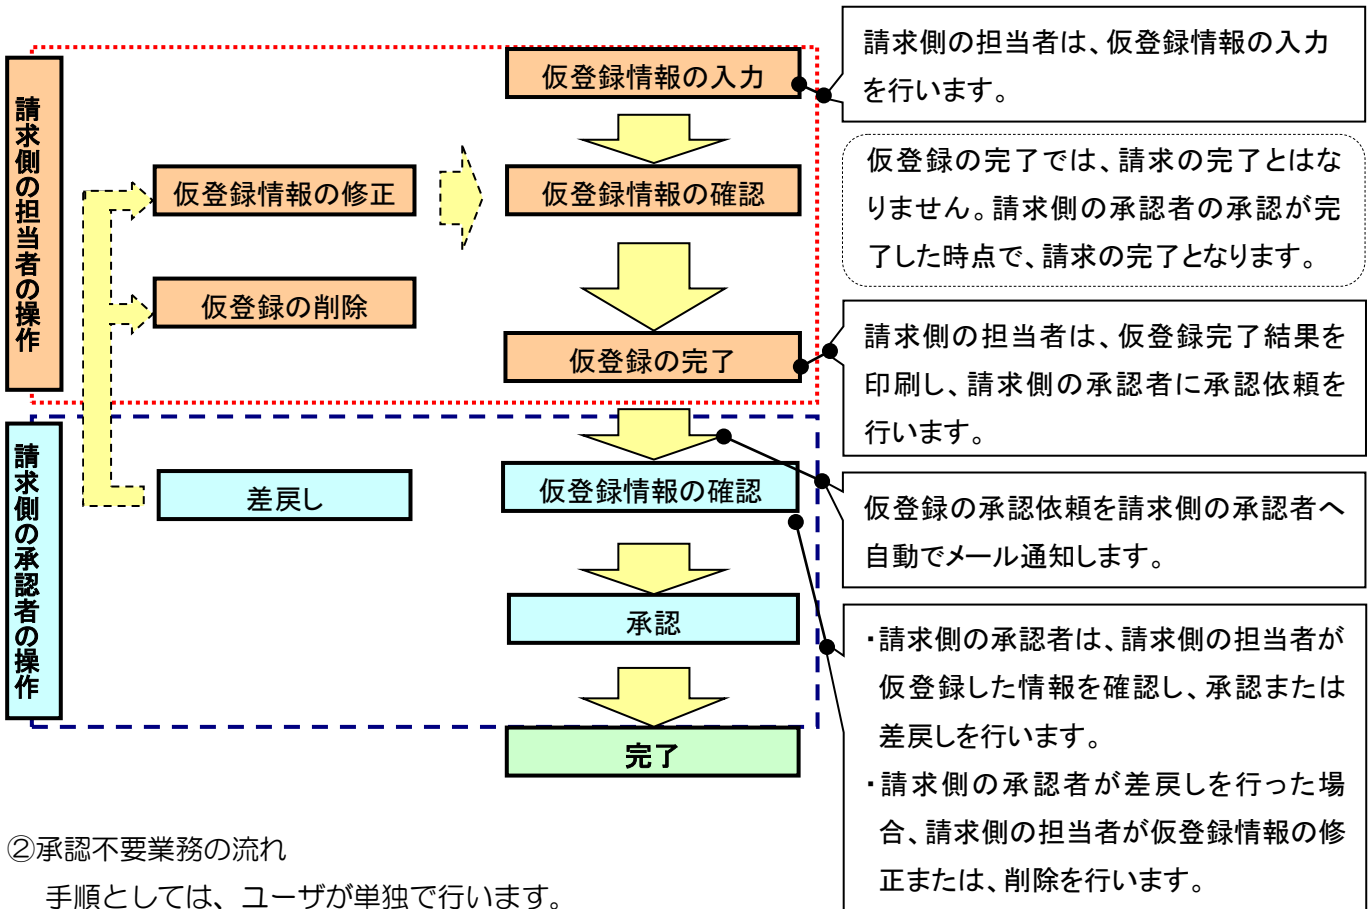 請求側の担当者の操作
仮登録情報の入力
仮登録情報の修正
仮登録情報の確認
仮登録の削除
仮登録の完了
請求側の承認者の操作
差戻し
仮登録情報の確認
承認
完了
請求側の担当者は、仮登録情報の入力
を行います。
仮登録の完了では、請求の完了とはな
りません。請求側の承認者の承認が完
了した時点で、請求の完了となります。
請求側の担当者は、仮登録完了結果を
印刷し、請求側の承認者に承認依頼を
行います。
仮登録の承認依頼を請求側の承認者へ
自動でメール通知します。
・請求側の承認者は、請求側の担当者が
仮登録した情報を確認し、承認または
差戻しを行います。
・請求側の承認者が差戻しを行った場
合、請求側の担当者が仮登録情報の修
正または、削除を行います。
②承認不要業務の流れ
手順としては、ユーザが単独で行います。